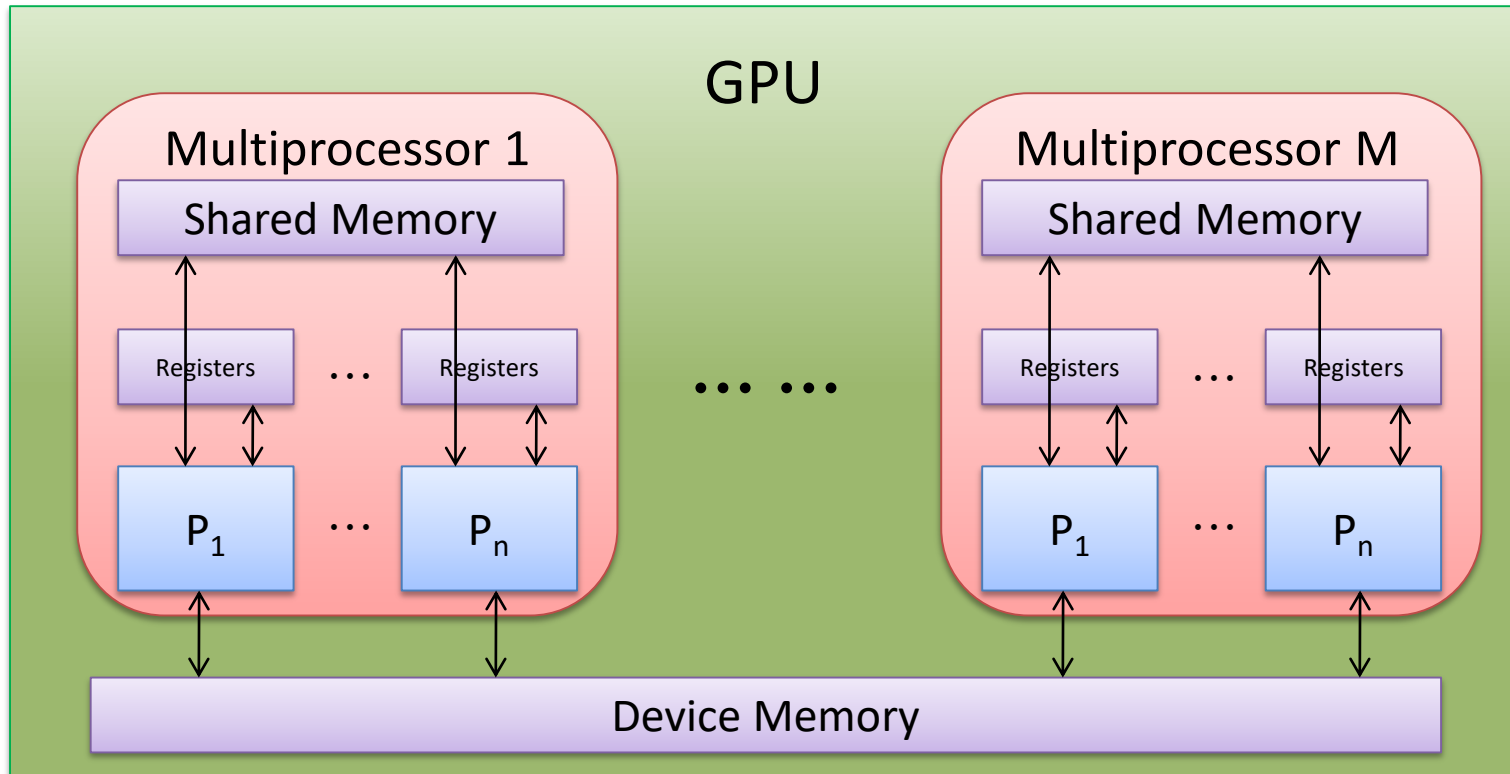 GPU
Multiprocessor 1
Shared Memory
Registers … Registers
P₁ … Pₙ
… …
Multiprocessor M
Shared Memory
Registers … Registers
P₁ … Pₙ
Device Memory